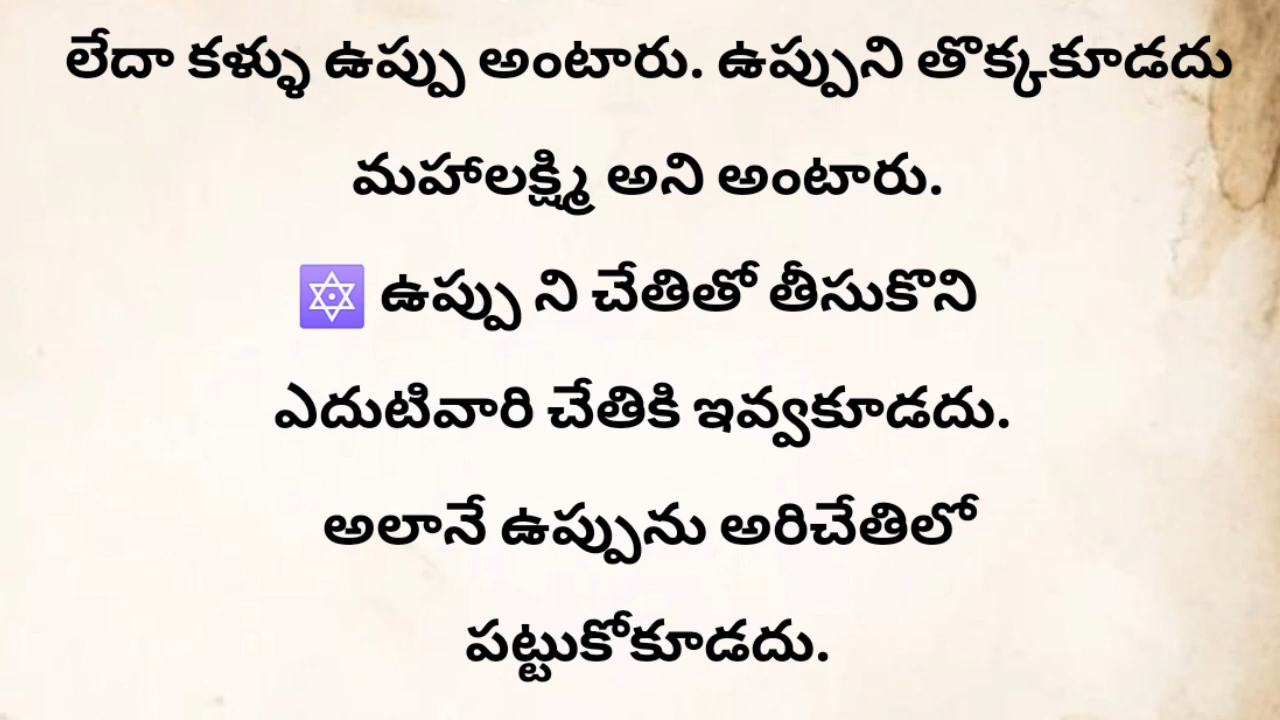 లేదా కళ్ళు ఉప్పు అంటారు. ఉప్పుని తొక్కకూడదు
మహాలక్ష్మి అని అంటారు.
🔯 ఉప్పు ని చేతితో తీసుకొని
ఎదుటివారి చేతికి ఇవ్వకూడదు.
అలానే ఉప్పును అరిచేతిలో
పట్టుకోకూడదు.